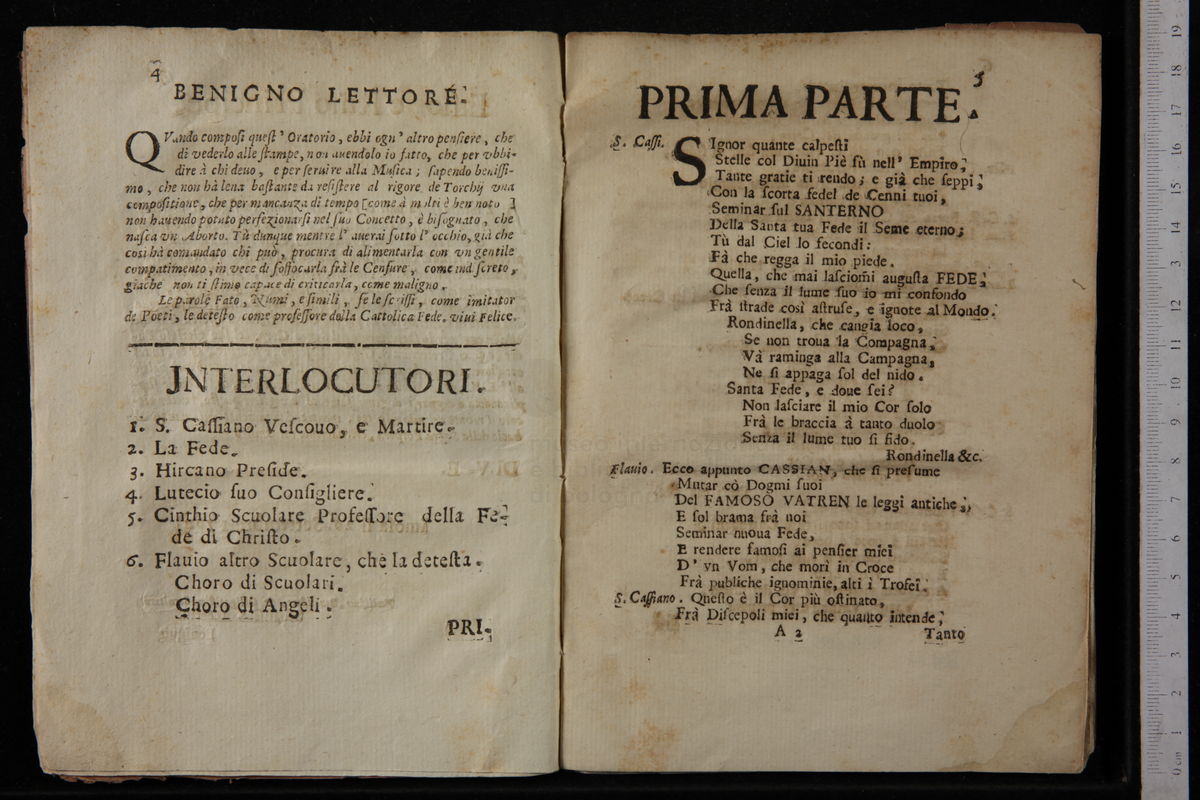 4
BENIGNO LETTORE.
QVando composi quest' Oratorio, ebbi ogn' altro pensiere, che
di vederlo alle stampe, non auendolo io fatto, che per vbbi-
dire à chi deuo, e per seruire alla Musica; sapendo benissi-
mo, che non hà lena bastante da resistere al rigore de Torchij vna
compositione, che per mancanza di tempo [come à molti è ben noto]
non hauendo potuto perfezionarsi nel suo Concetto, è bisognato, che
nasca vn Aborto. Tù dunque mentre l' auerai sotto l' occhio, già che
così hà comandato chi può, procura di alimentarla con vn gentile
compatimento, in vece di soffocarla frà le Censure, come indiscreto,
giache non ti stimo capace di criticarla, come maligno.
Le parole Fato, Numi, e simili, se le scrissi, come imitator
de Poeti, le detesto come professore della Cattolica Fede. viui Felice.
INTERLOCUTORI.
1. S. Cassiano Vescouo, e Martire.
2. La Fede.
3. Hircano Preside.
4. Lutecio suo Consigliere.
5. Cinthio Scuolare Professore della Fe-
de di Christo.
6. Flauio altro Scuolare, che la detesta.
Choro di Scuolari.
Choro di Angeli.
PRI-
5
PRIMA PARTE.
S. Cassi. SIgnor quante calpesti
Stelle col Diuin Piè sù nell' Empiro,
Tante gratie ti rendo; e già che seppi,
Con la scorta fedel de Cenni tuoi,
Seminar sul SANTERNO
Della Santa tua Fede il Seme eterno;
Tù dal Ciel lo fecondi:
Fà che regga il mio piede.
Quella, che mai lasciomi augusta FEDE,
Che senza il lume suo io mi confondo
Frà strade così astruse, e ignote al Mondo.
Rondinella, che cangia loco,
Se non troua la Compagna,
Và raminga alla Campagna,
Ne si appaga sol del nido.
Santa Fede, e doue sei?
Non lasciare il mio Cor solo
Frà le braccia à tanto duolo
Senza il lume tuo si fido.
Rondinella &c.
Flauio. Ecco appunto CASSIAN, che si presume
Mutar cò Dogmi suoi
Del FAMOSO VATREN le leggi antiche,
E sol brama frà noi
Seminar nuoua Fede,
E rendere famosi ai pensier miei
D' vn Vom, che morì in Croce
Frà publiche ignominie, alti i Trofei.
S. Cassiano. Questo è il Cor più ostinato,
Frà Discepoli miei, che quanto intende,
A 2
Tanto